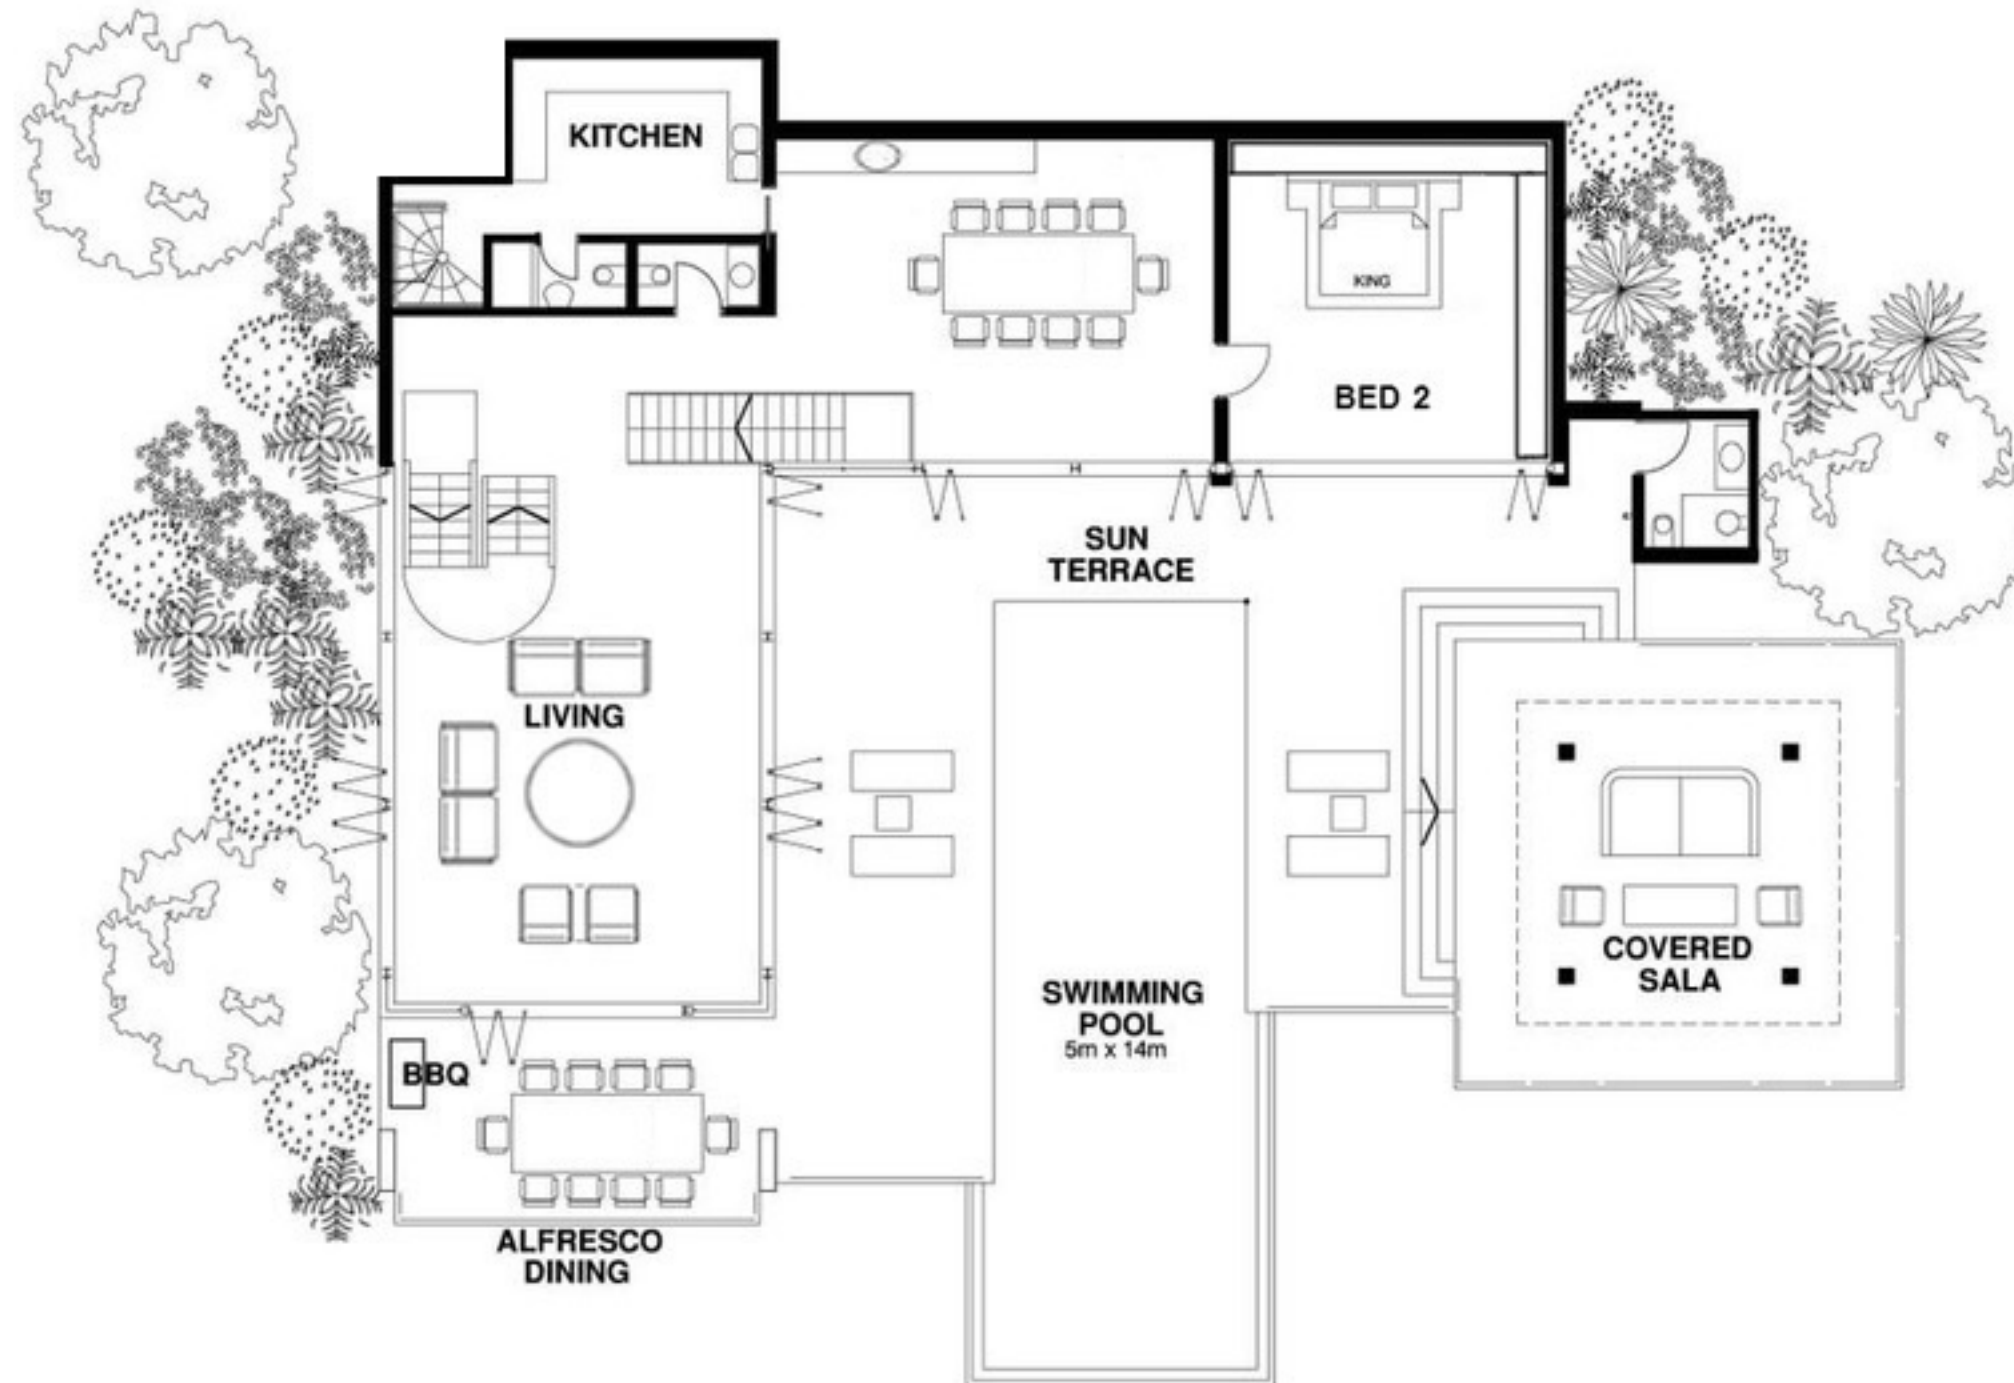 KITCHEN
KING
BED 2
SUN
TERRACE
LIVING
COVERED
SALA
SWIMMING
POOL
5m x 14m
BBQ
ALFRESCO
DINING